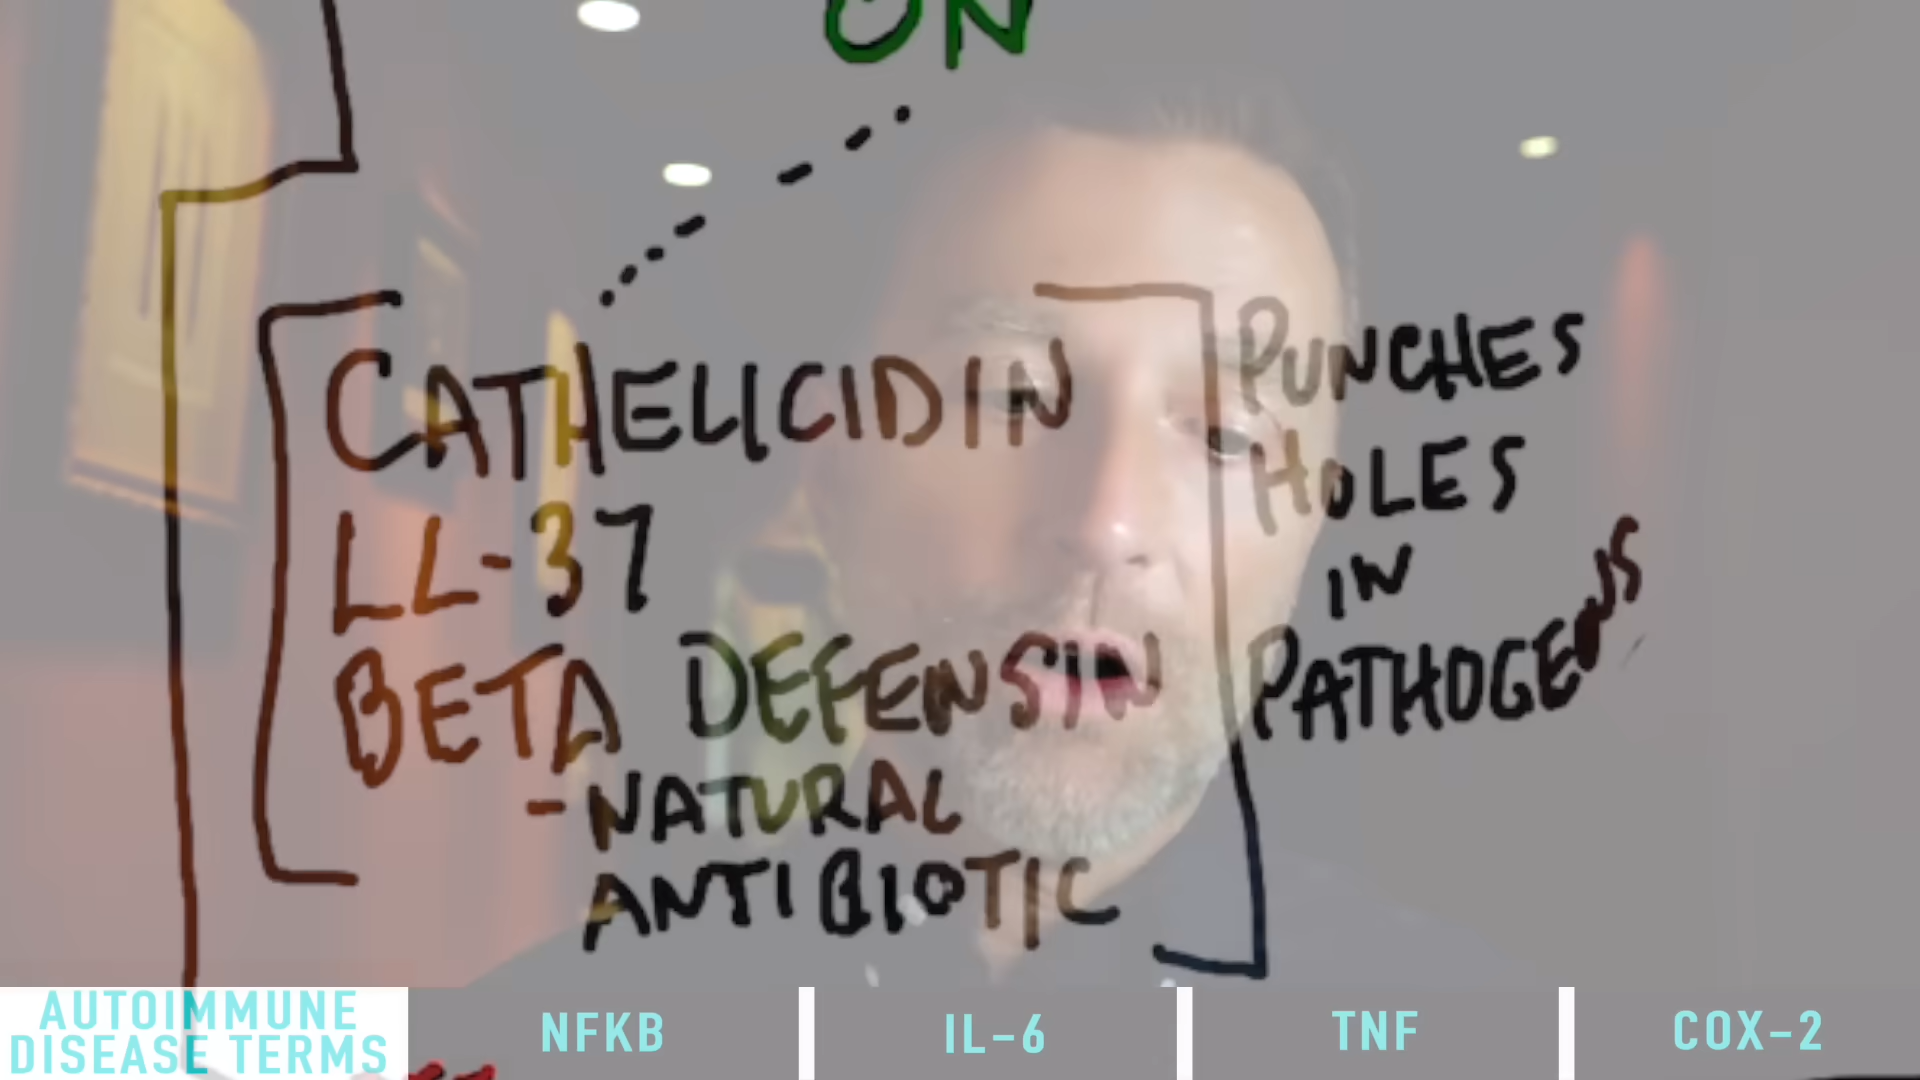 ON
CATHELICIDIN
LL-37
BETA DEFENSIN
-NATURAL
ANTIBIOTIC
PUNCHES
HOLES
IN
PATHOGENS
AUTOIMMUNE
DISEASE TERMS
NFKB
IL-6
TNF
COX-2